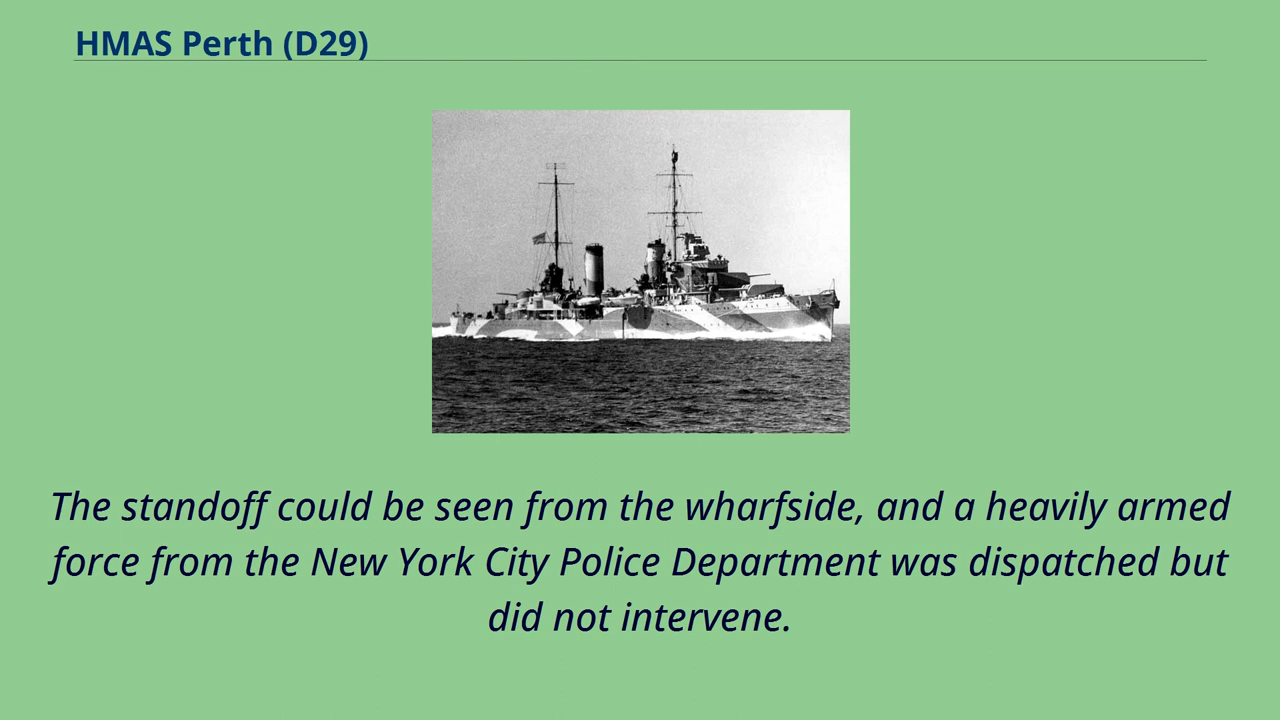 HMAS Perth (D29)
The standoff could be seen from the wharfside, and a heavily armed
force from the New York City Police Department was dispatched but
did not intervene.